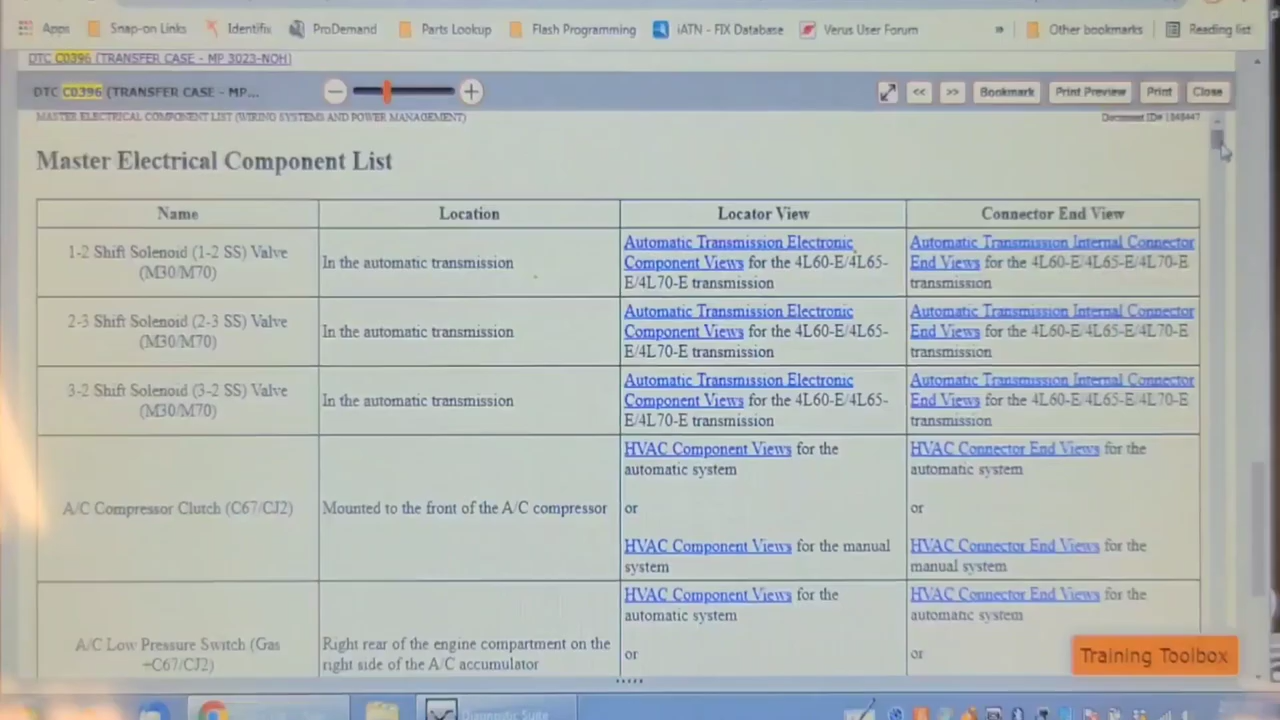 Apps Snap-on Links Identifix ProDemand Parts Lookup Flash Programming iATN - FIX Database Verus User Forum » Other bookmarks Reading list
DTC C0396 (TRANSFER CASE - MP 3023-NQH)
DTC C0396 (TRANSFER CASE - MP... << >> Bookmark Print Preview Print Close
MASTER ELECTRICAL COMPONENT LIST (WIRING SYSTEMS AND POWER MANAGEMENT) Document ID# 1848447
Master Electrical Component List
Name Location Locator View Connector End View
1-2 Shift Solenoid (1-2 SS) Valve
(M30/M70)
In the automatic transmission
Automatic Transmission Electronic
Component Views for the 4L60-E/4L65-
E/4L70-E transmission
Automatic Transmission Internal Connector
End Views for the 4L60-E/4L65-E/4L70-E
transmission
2-3 Shift Solenoid (2-3 SS) Valve
(M30/M70)
In the automatic transmission
Automatic Transmission Electronic
Component Views for the 4L60-E/4L65-
E/4L70-E transmission
Automatic Transmission Internal Connector
End Views for the 4L60-E/4L65-E/4L70-E
transmission
3-2 Shift Solenoid (3-2 SS) Valve
(M30/M70)
In the automatic transmission
Automatic Transmission Electronic
Component Views for the 4L60-E/4L65-
E/4L70-E transmission
Automatic Transmission Internal Connector
End Views for the 4L60-E/4L65-E/4L70-E
transmission
A/C Compressor Clutch (C67/CJ2)
Mounted to the front of the A/C compressor
HVAC Component Views for the
automatic system
or
HVAC Component Views for the manual
system
HVAC Connector End Views for the
automatic system
or
HVAC Connector End Views for the
manual system
A/C Low Pressure Switch (Gas
+C67/CJ2)
Right rear of the engine compartment on the
right side of the A/C accumulator
HVAC Component Views for the
automatic system
or
HVAC Connector End Views for the
automatic system
or
Training Toolbox
Diagnostic Suite